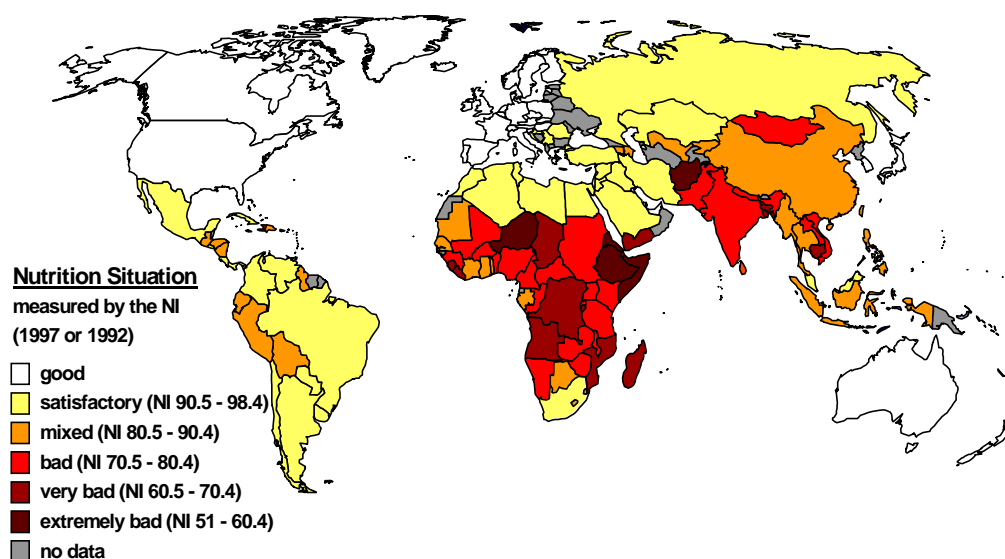 Nutrition Situation
measured by the NI
(1997 or 1992)
good
satisfactory (NI 90.5 - 98.4)
mixed (NI 80.5 - 90.4)
bad (NI 70.5 - 80.4)
very bad (NI 60.5 - 70.4)
extremely bad (NI 51 - 60.4)
no data